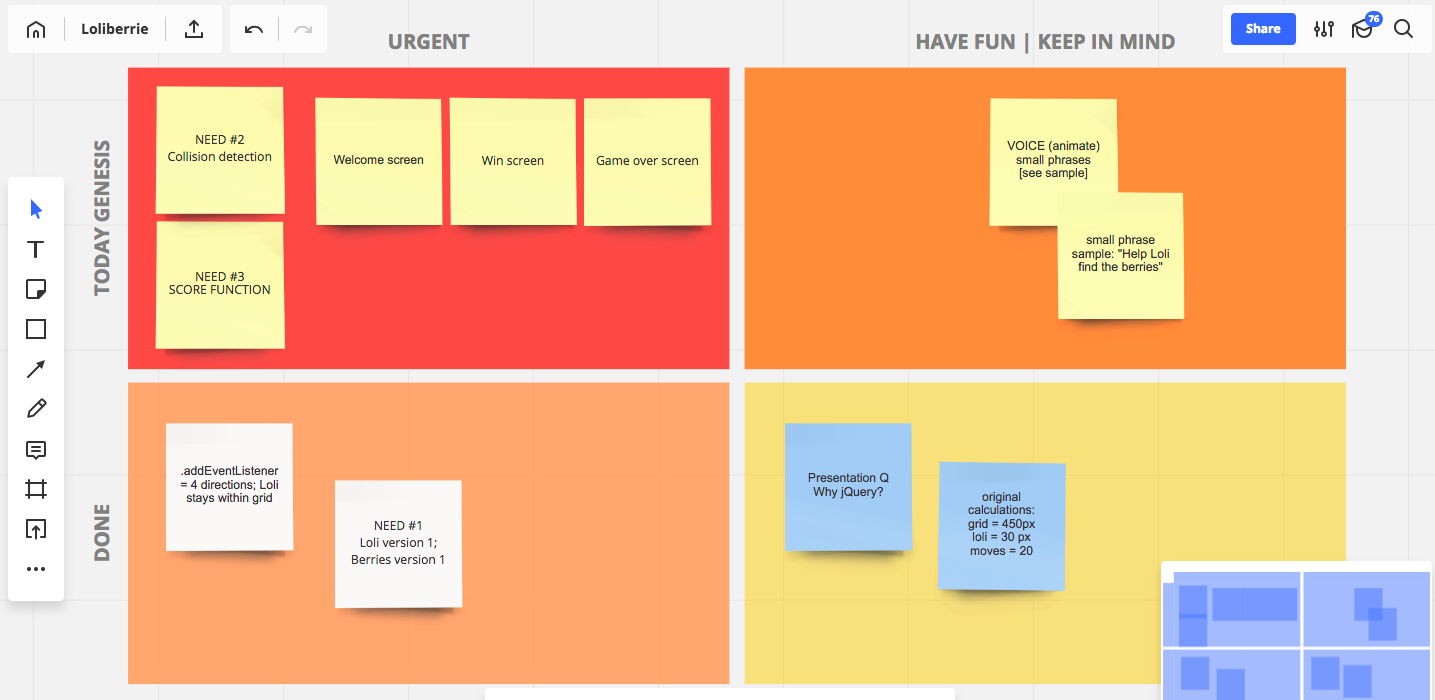 Loliberrie
Share
76
URGENT
HAVE FUN | KEEP IN MIND
TODAY GENESIS
NEED #2
Collision detection
Welcome screen
Win screen
Game over screen
NEED #3
SCORE FUNCTION
VOICE (animate)
small phrases
[see sample]
small phrase
sample: "Help Loli
find the berries"
DONE
.addEventListener
= 4 directions; Loli
stays within grid
NEED #1
Loli version 1;
Berries version 1
Presentation Q
Why jQuery?
original
calculations:
grid = 450px
loli = 30 px
moves = 20